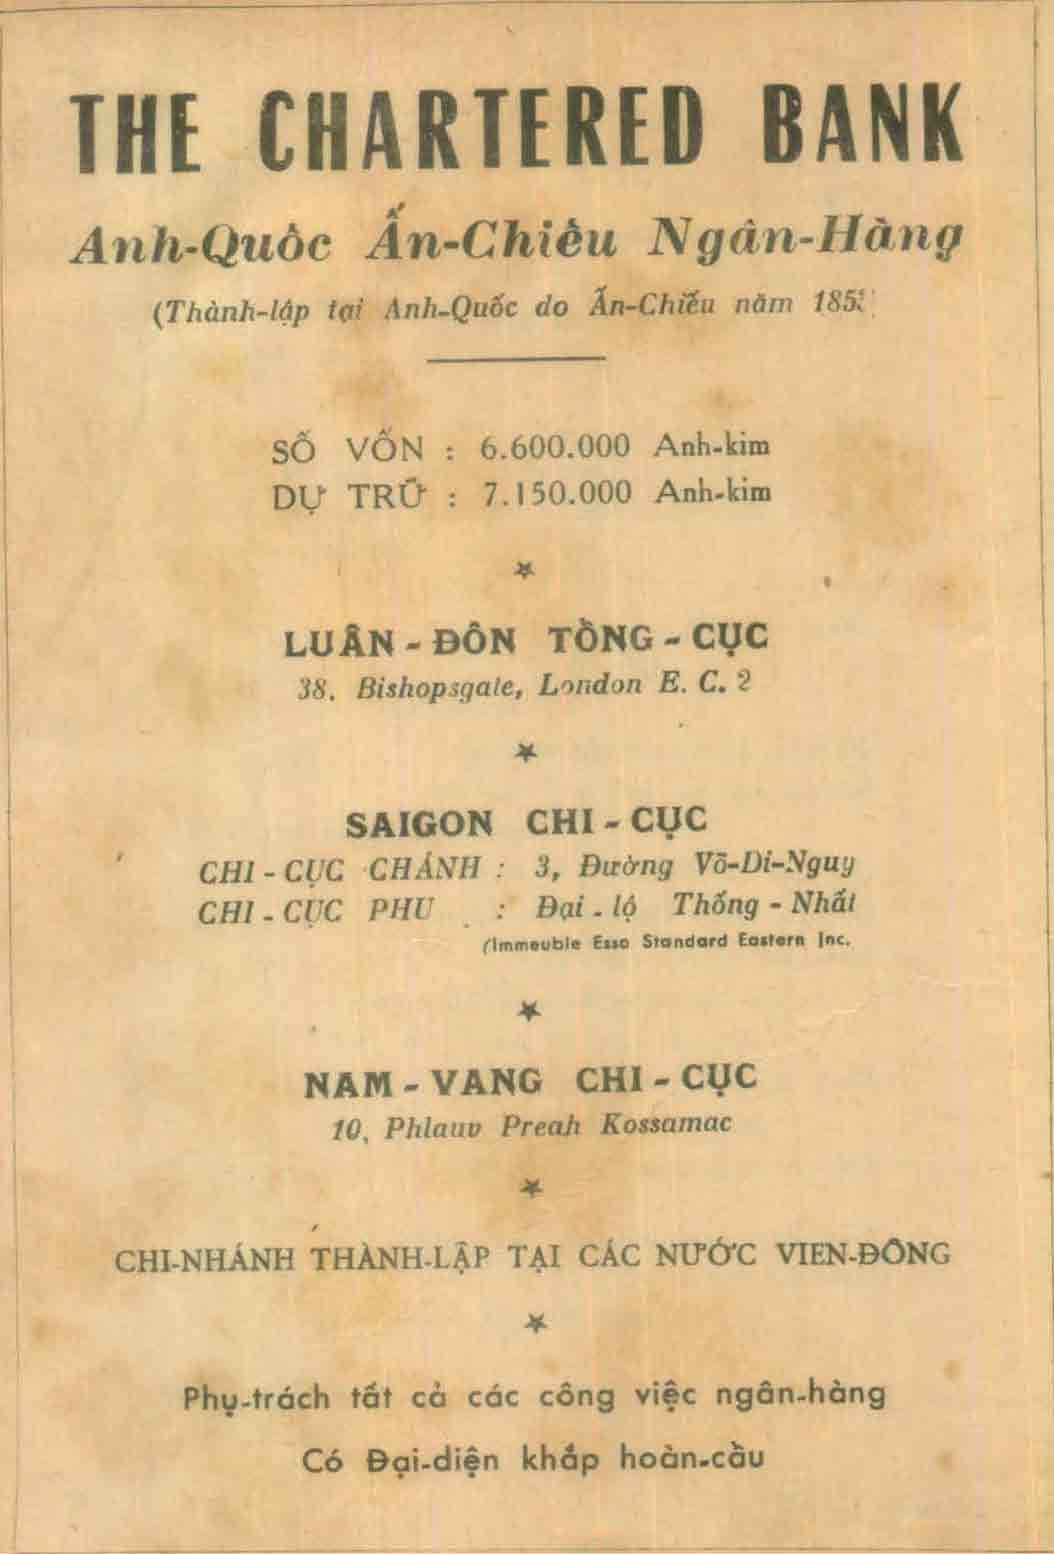 THE CHARTERED BANK
Anh-Quốc Ấn-Chiếu Ngân-Hàng
(Thành-lập tại Anh-Quốc do Ấn-Chiếu năm
SỐ VỐN : 6.600.000 Anh-kim
DỰ TRỮ : 7.150.000 Anh-kim
LUÂN - ĐÔN TỔNG - CỤC
38, Bishopsgate, London E. C. 2
SAIGON CHI - CỤC
CHI - CỤC CHÁNH : 3, Đường Võ-Di-Nguy
CHI - CỤC PHU : Đại - lộ Thống - Nhất
(Immeuble Esso Standard Eastern Inc.
NAM - VANG CHI - CỤC
10, Phlauv Preah Kossamac
CHI-NHÁNH THÀNH-LẬP TẠI CÁC NƯỚC VIEN-ĐÔNG
Phụ-trách tất cả các công việc ngân-hàng
Có Đại-diện khắp hoàn-cầu